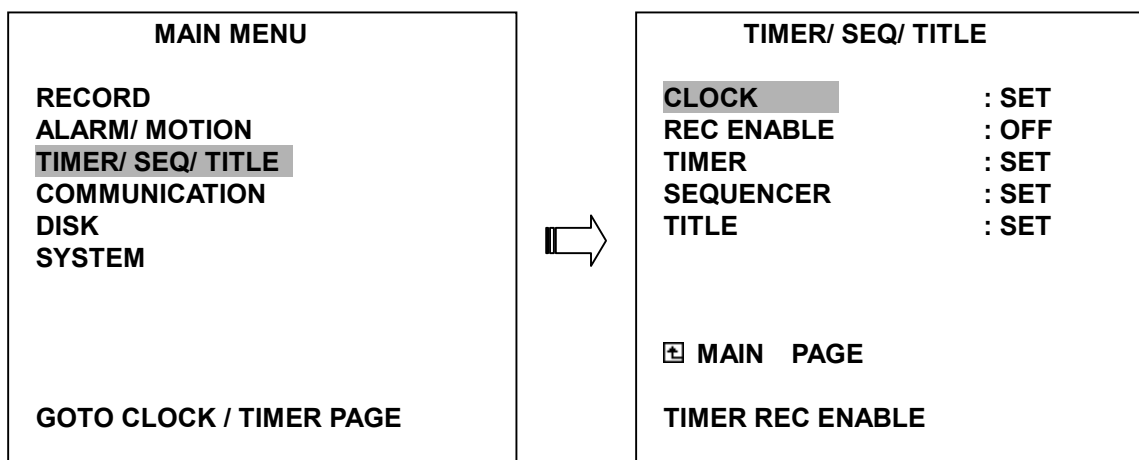 MAIN MENU
RECORD
ALARM/ MOTION
TIMER/ SEQ/ TITLE
COMMUNICATION
DISK
SYSTEM
GOTO CLOCK / TIMER PAGE
TIMER/ SEQ/ TITLE
CLOCK : SET
REC ENABLE : OFF
TIMER : SET
SEQUENCER : SET
TITLE : SET
MAIN PAGE
TIMER REC ENABLE